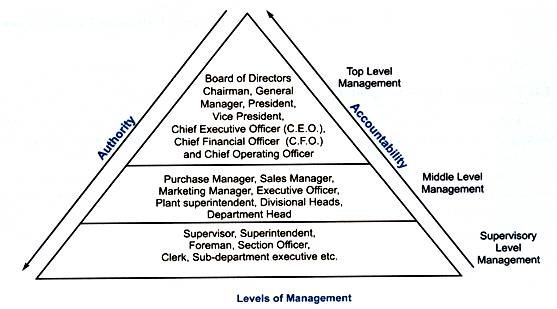 Board of Directors
Chairman, General
Manager, President,
Vice President,
Chief Executive Officer (C.E.O.),
Chief Financial Officer (C.F.O.)
and Chief Operating Officer
Top Level
Management
Authority
Accountability
Purchase Manager, Sales Manager,
Marketing Manager, Executive Officer,
Plant superintendent, Divisional Heads,
Department Head
Middle Level
Management
Supervisor, Superintendent,
Foreman, Section Officer,
Clerk, Sub-department executive etc.
Supervisory
Level
Management
Levels of Management